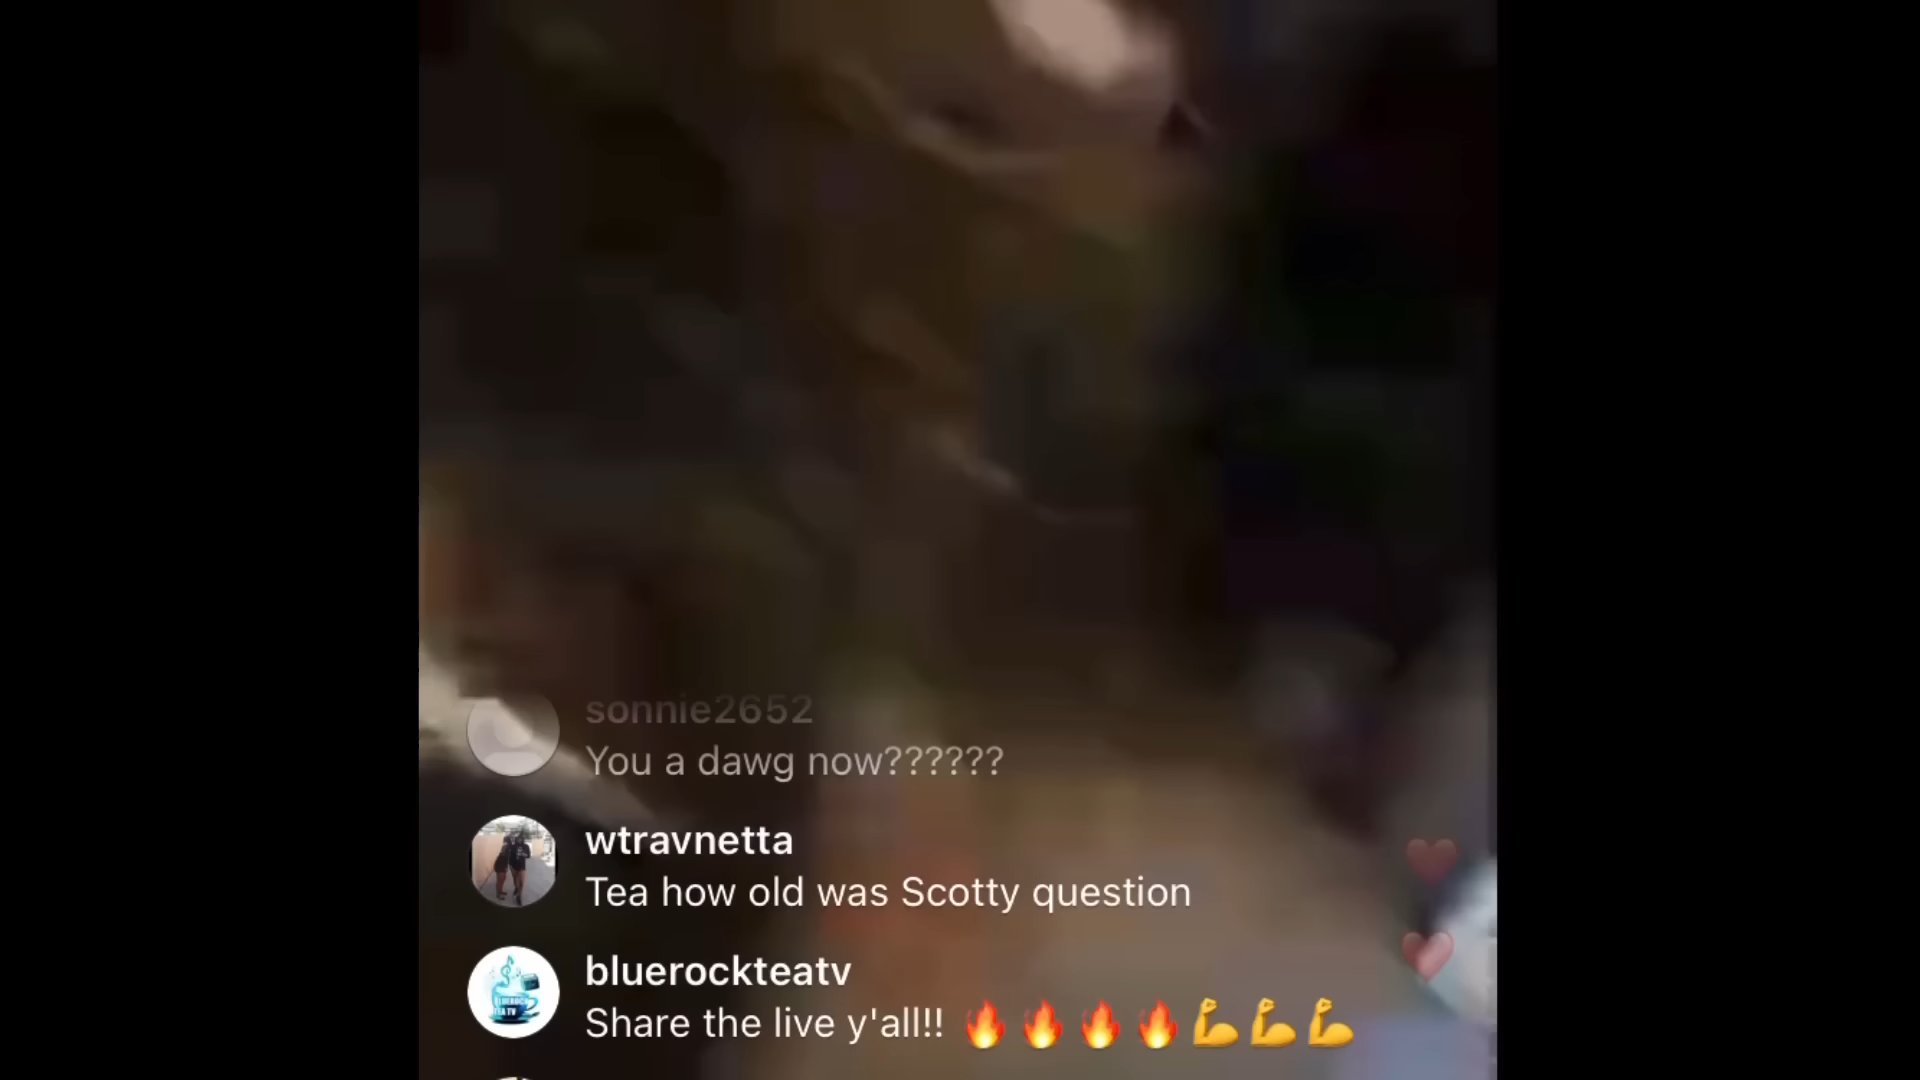 sonnie2652
You a dawg now??????
wtravnetta
Tea how old was Scotty question
bluerockteatv
Share the live y'all!! 🔥🔥🔥🔥💪💪💪